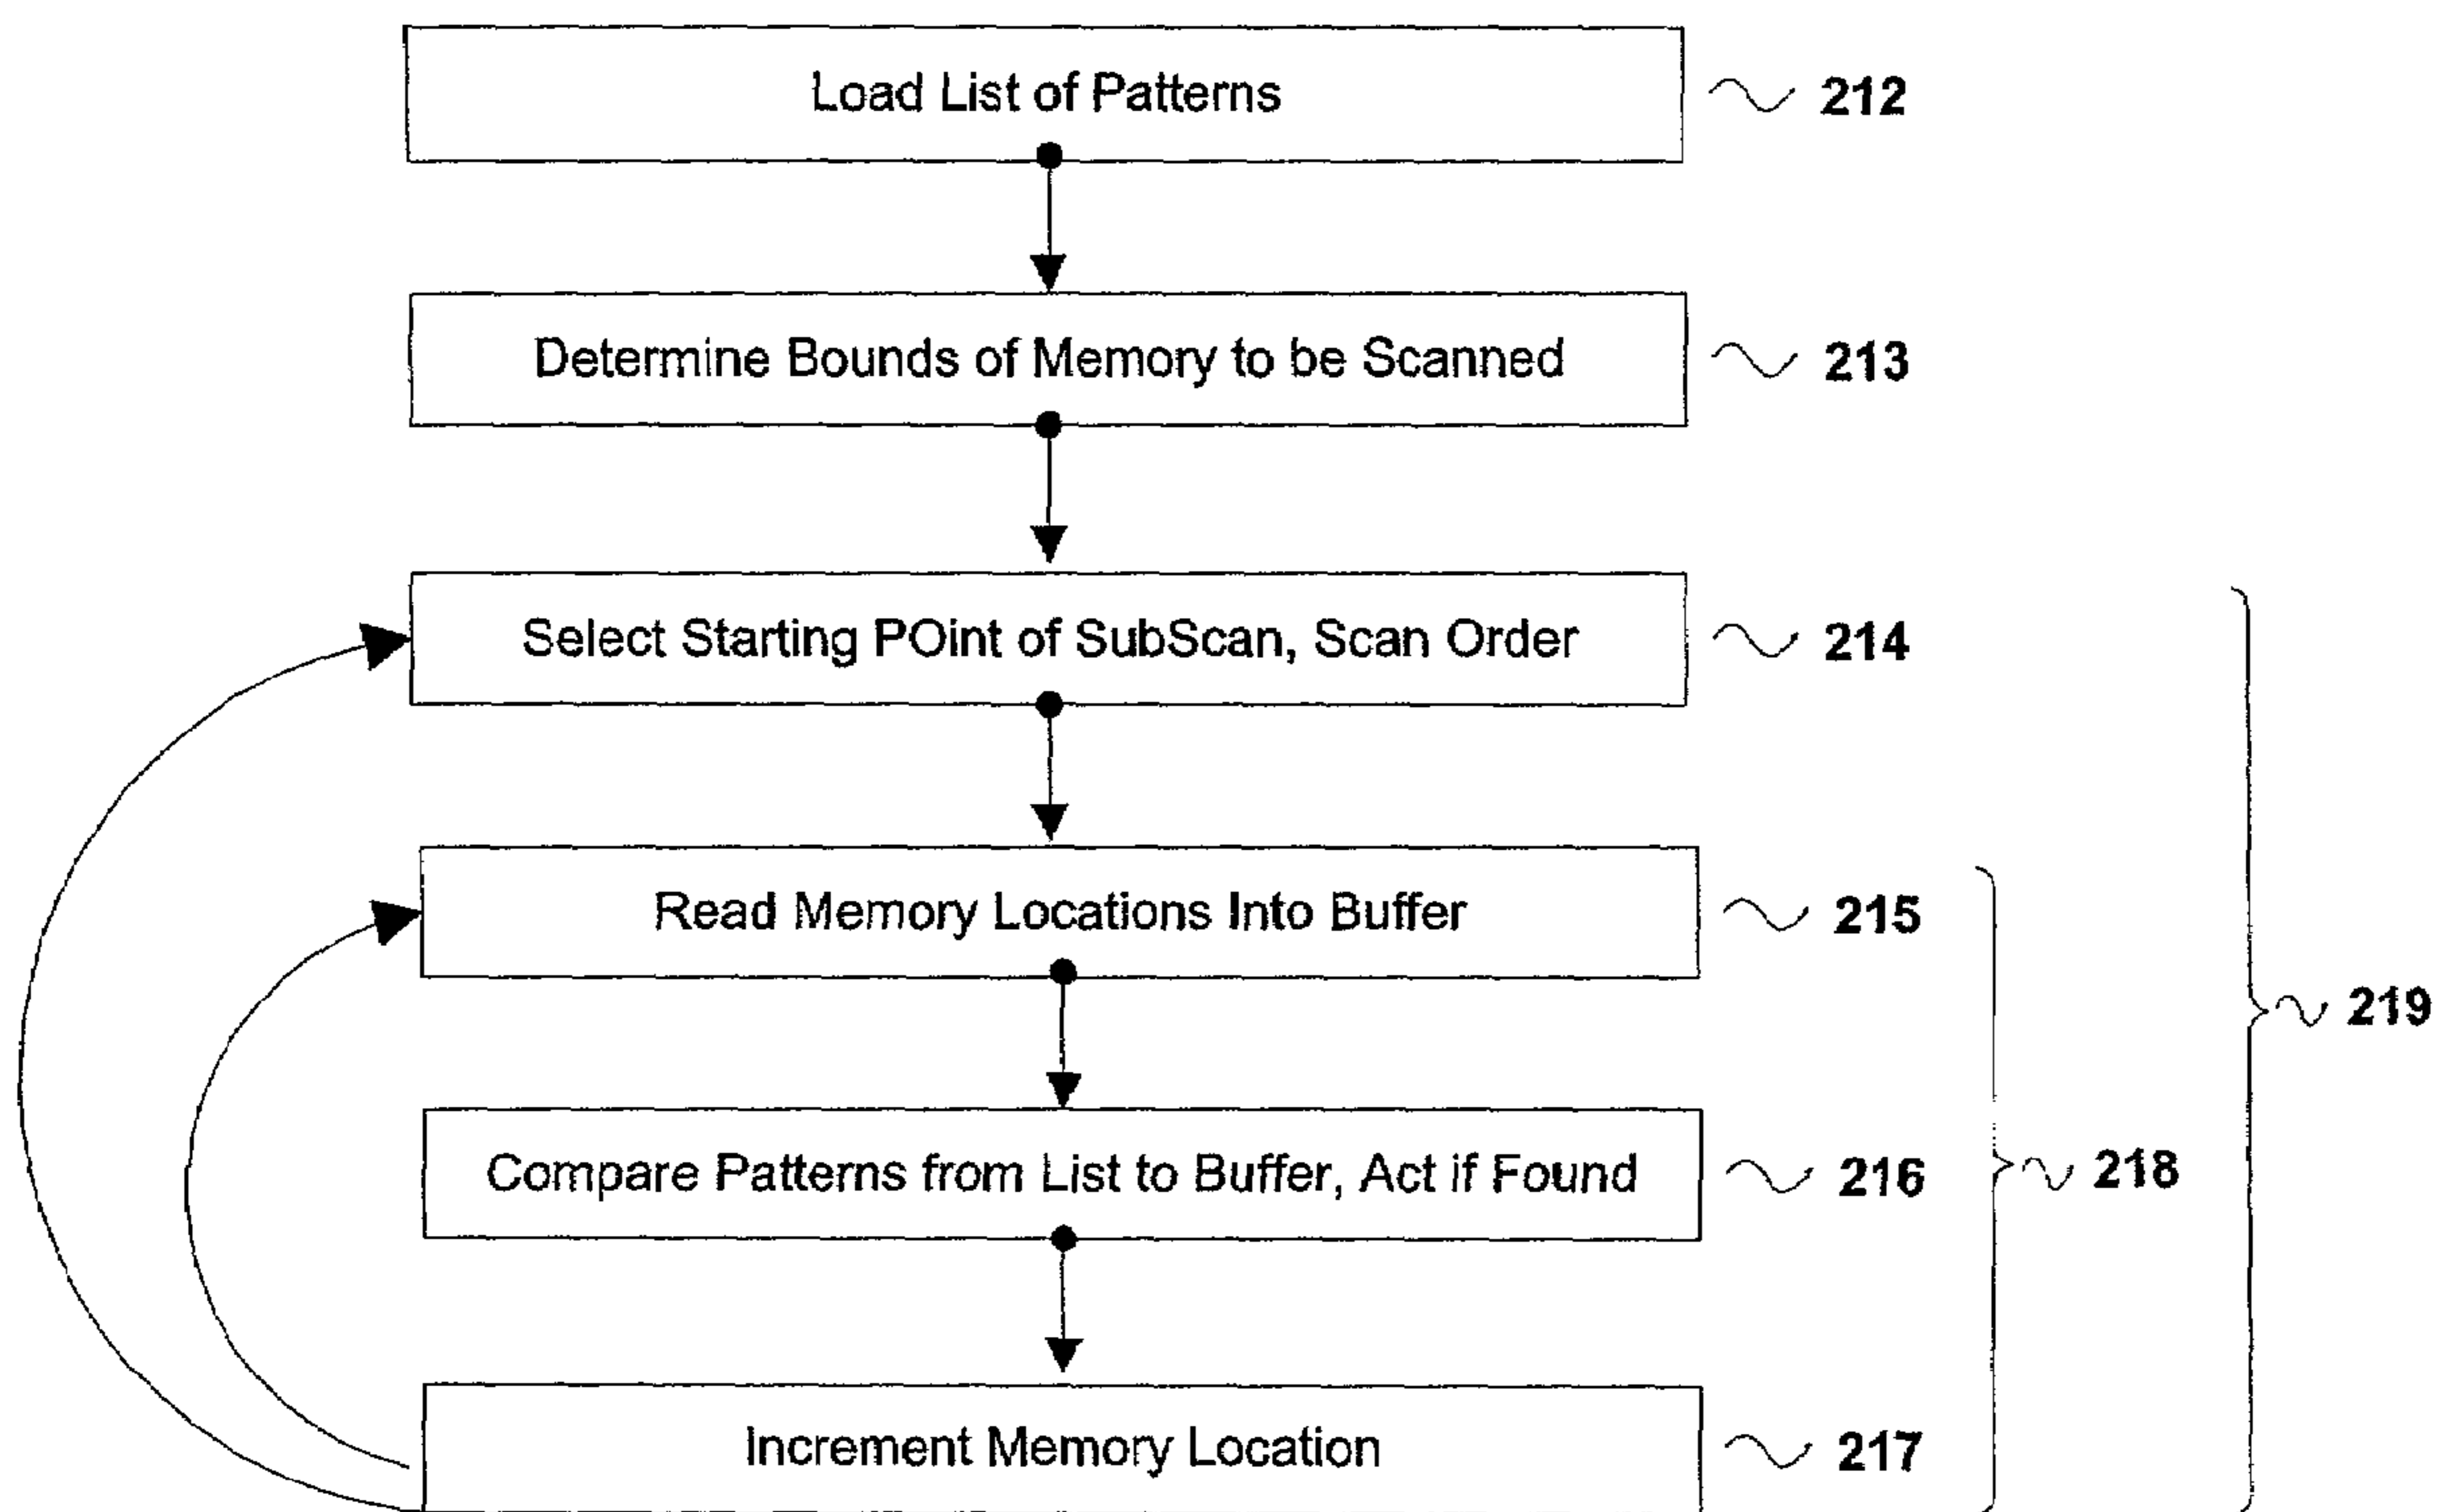 Load List of Patterns 212
Determine Bounds of Memory to be Scanned 213
Select Starting POint of SubScan, Scan Order 214
Read Memory Locations Into Buffer 215
219
Compare Patterns from List to Buffer, Act if Found 216 218
Increment Memory Location 217